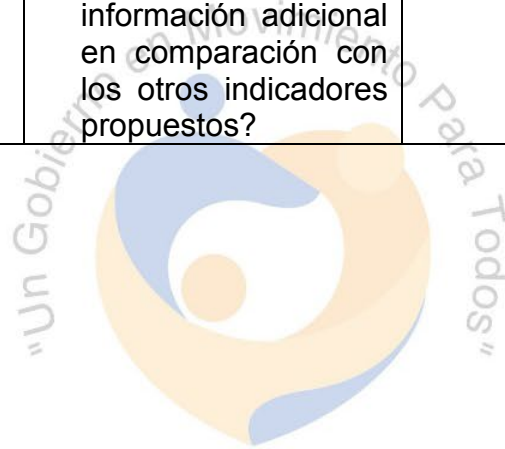 información adicional
en comparación con
los otros indicadores
propuestos?
"Un Gobierno en Movimiento Para Todos"